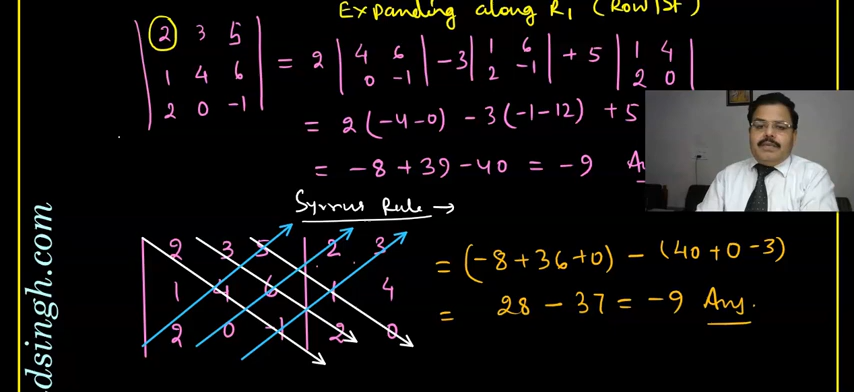 Expanding along R1 (Row 1st)
| 2 3 5 | = 2 | 4 6 | - 3 | 1 6 | + 5 | 1 4 |
| 1 4 6 | | 0 -1 | | 2 -1 | | 2 0 |
| 2 0 -1 |
= 2(-4-0) - 3(-1-12) + 5
= -8 + 39 - 40 = -9
Syrrus Rule →
2 3 5 | 2 3
1 4 6 | 1 4
2 0 -1 | 2 0
= (-8+36+0) - (40+0-3)
= 28 - 37 = -9 Ans.
dsingh.com